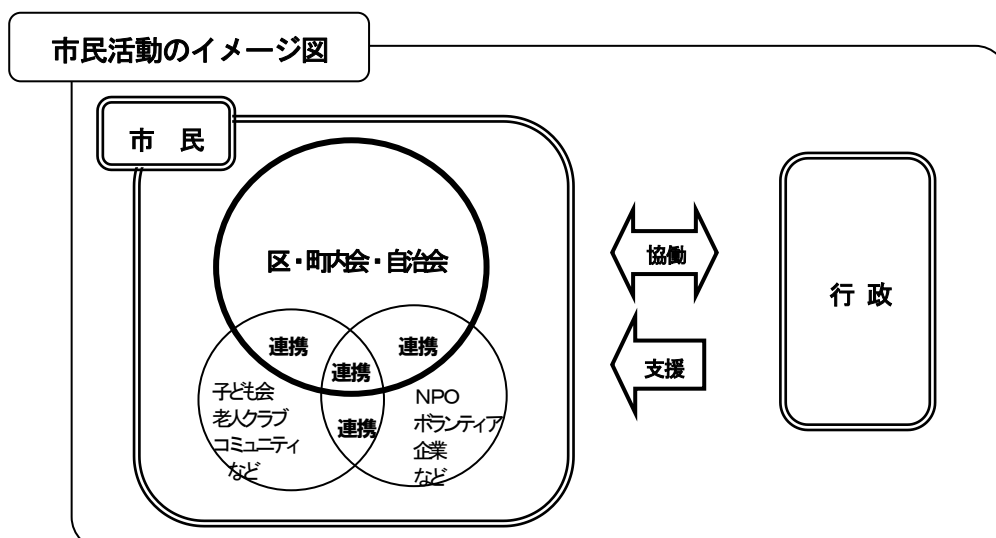 市民活動のイメージ図
市 民
区・町内会・自治会
連携
連携
連携
連携
子ども会
老人クラブ
コミュニティ
など
NPO
ボランティア
企業
など
協働
支援
行 政